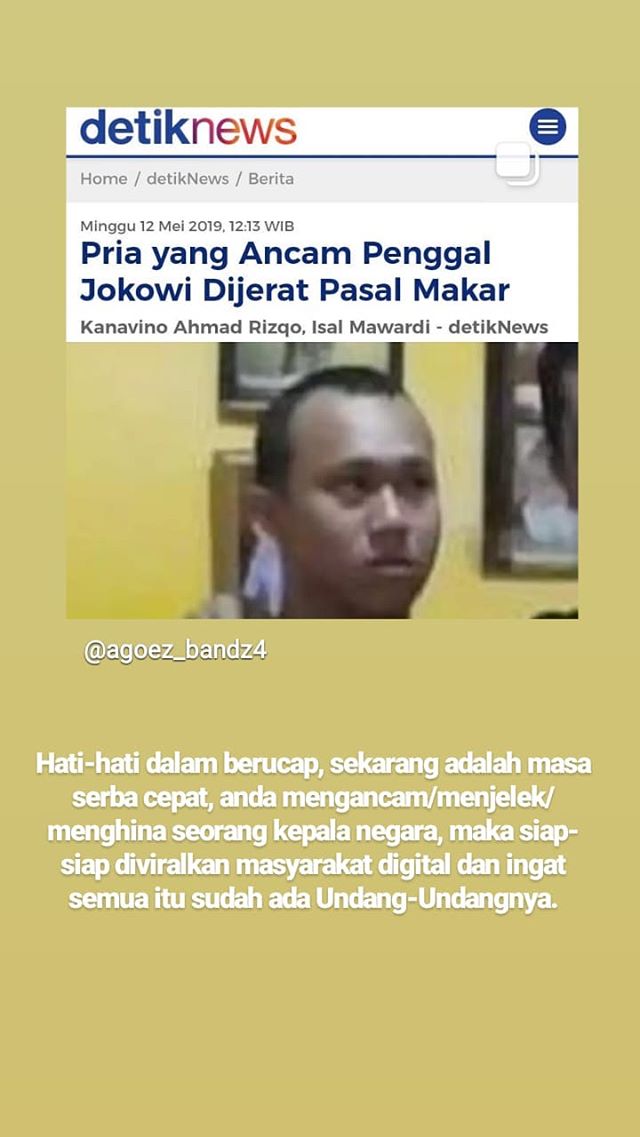 detiknews
Home / detikNews / Berita
Minggu 12 Mei 2019, 12:13 WIB
Pria yang Ancam Penggal
Jokowi Dijerat Pasal Makar
Kanavino Ahmad Rizqo, Isal Mawardi - detikNews
@agoez_bandz4
Hati-hati dalam berucap, sekarang adalah masa
serba cepat, anda mengancam/menjelek/
menghina seorang kepala negara, maka siap-
siap diviralkan masyarakat digital dan ingat
semua itu sudah ada Undang-Undangnya.